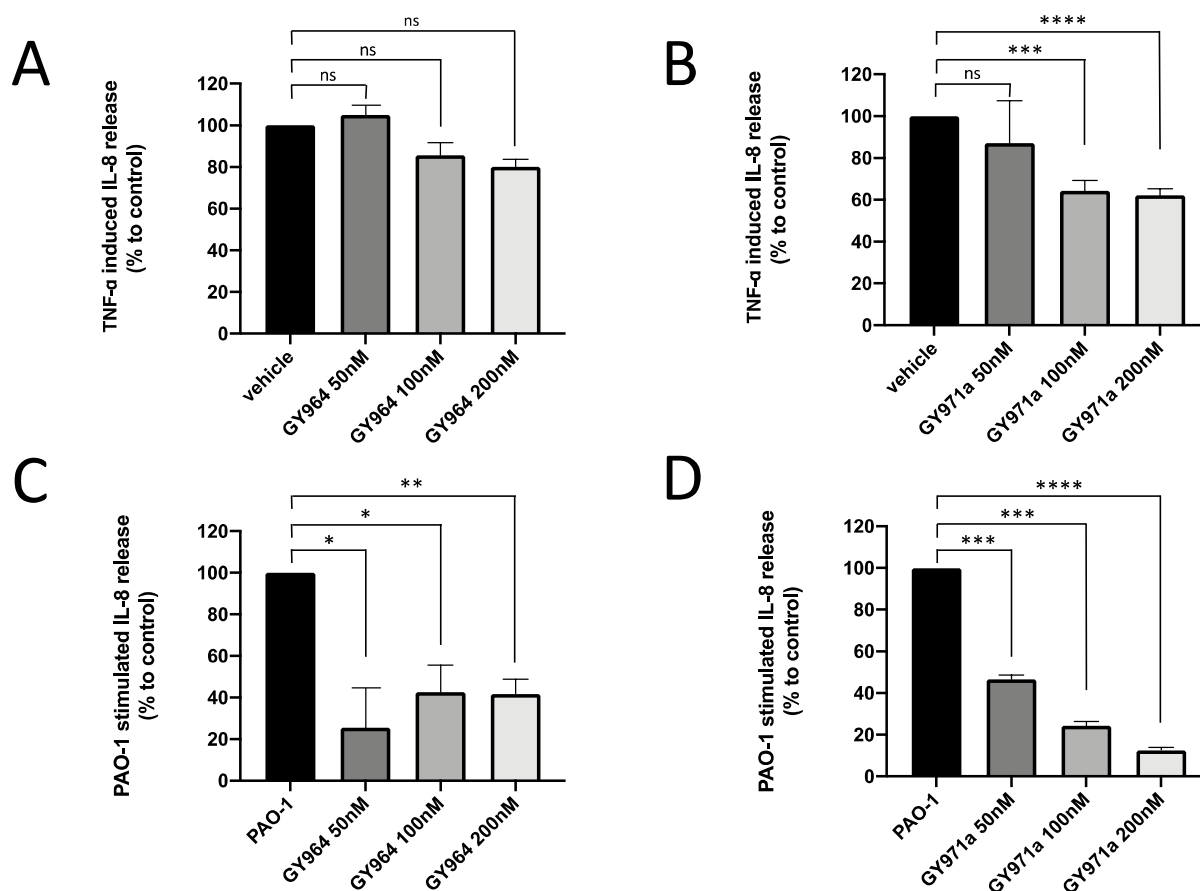 A
TNF-α induced IL-8 release
(% to control)
ns
ns
ns
120
100
80
60
40
20
0
vehicle
GY964 50nM
GY964 100nM
GY964 200nM
B
TNF-α induced IL-8 release
(% to control)
****
***
ns
120
100
80
60
40
20
0
vehicle
GY971a 50nM
GY971a 100nM
GY971a 200nM
C
PAO-1 stimulated IL-8 release
(% to control)
**
*
*
120
100
80
60
40
20
0
PAO-1
GY964 50nM
GY964 100nM
GY964 200nM
D
PAO-1 stimulated IL-8 release
(% to control)
****
***
***
120
100
80
60
40
20
0
PAO-1
GY971a 50nM
GY971a 100nM
GY971a 200nM